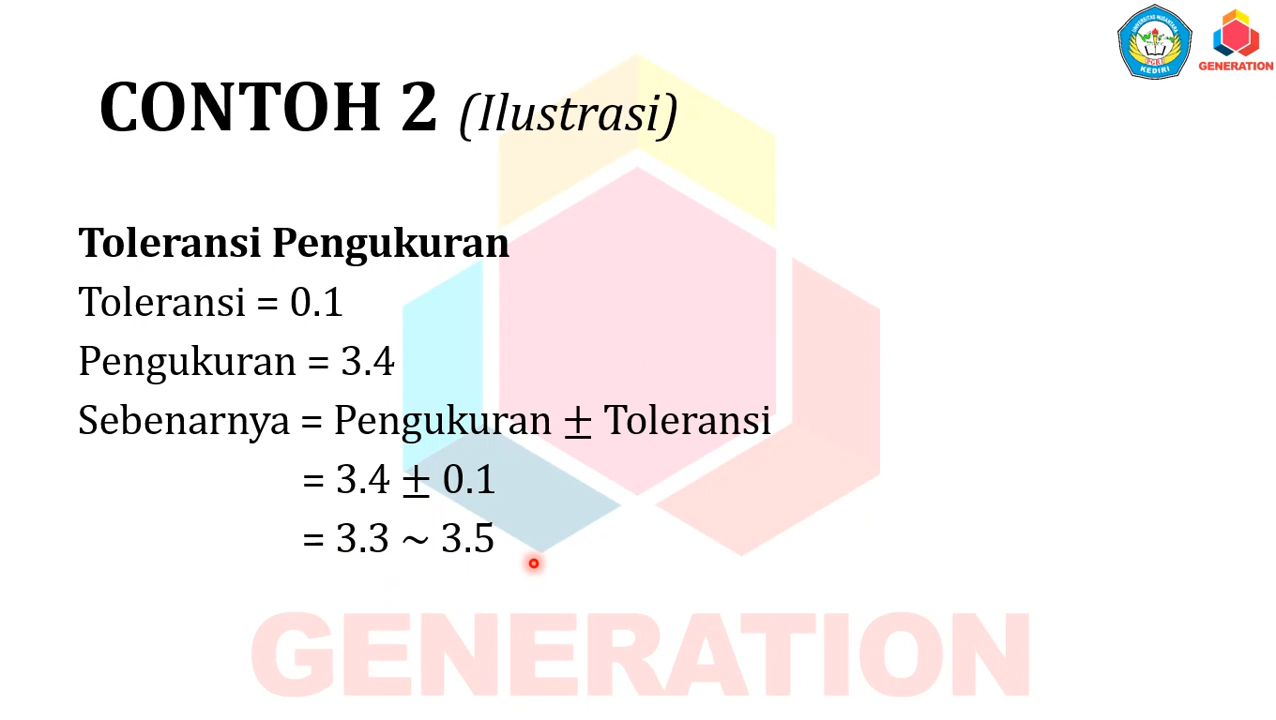 GENERATION
CONTOH 2 (Ilustrasi)
Toleransi Pengukuran
Toleransi = 0.1
Pengukuran = 3.4
Sebenarnya = Pengukuran ± Toleransi
= 3.4 ± 0.1
= 3.3 ~ 3.5
GENERATION